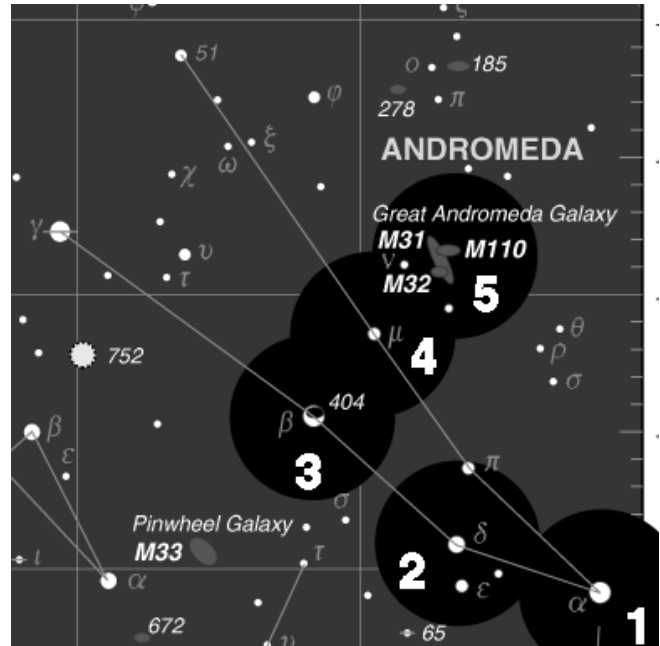 ζ
51
ο
185
φ
278
π
ξ
ω
ANDROMEDA
χ
Great Andromeda Galaxy
γ
M31
M110
υ
ν
τ
M32
5
θ
μ
4
ρ
752
σ
404
β
β
3
ε
π
σ
Pinwheel Galaxy
δ
M33
τ
2
ι
α
ε
α
1
672
65
υ